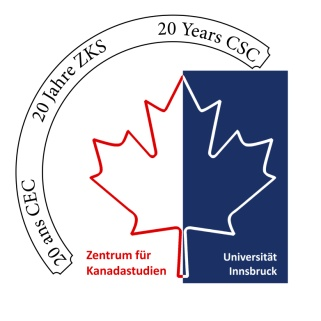 20 ans CEC
20 Jahre ZKS
20 Years CSC
Zentrum für
Kanadastudien
Universität
Innsbruck